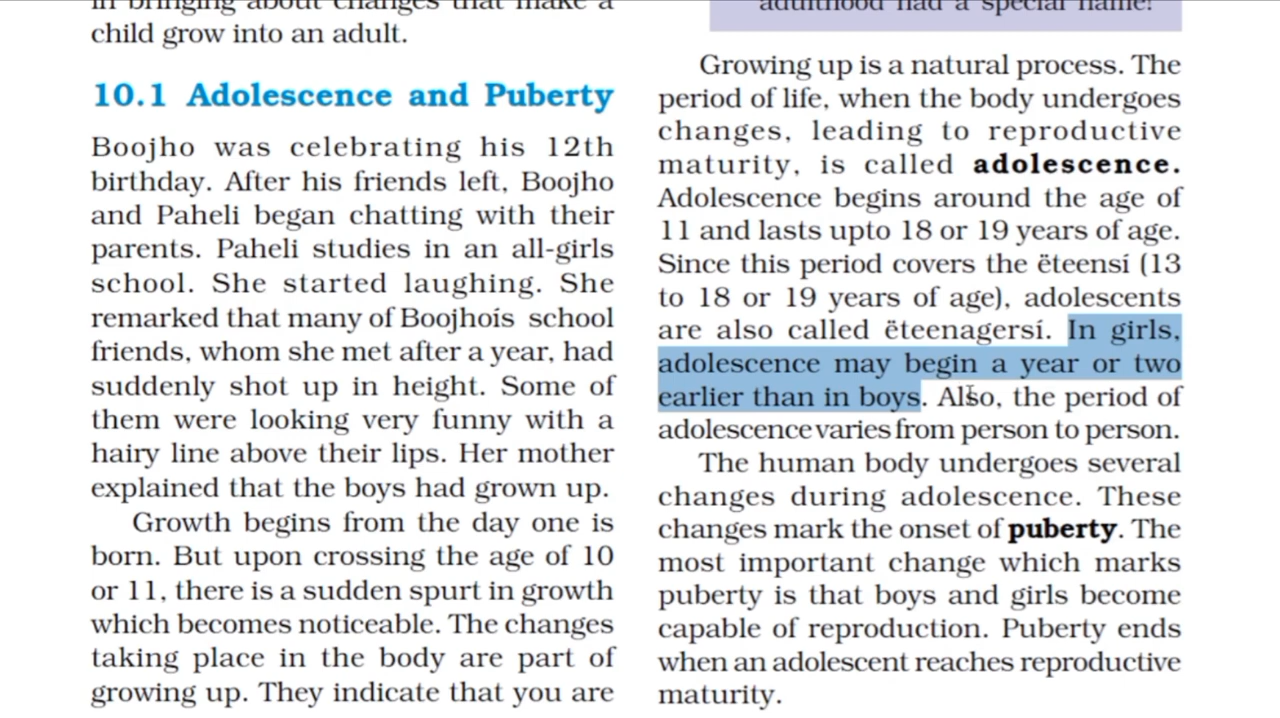 in bringing about changes that make a
child grow into an adult.
10.1 Adolescence and Puberty
Boojho was celebrating his 12th
birthday. After his friends left, Boojho
and Paheli began chatting with their
parents. Paheli studies in an all-girls
school. She started laughing. She
remarked that many of Boojhoís school
friends, whom she met after a year, had
suddenly shot up in height. Some of
them were looking very funny with a
hairy line above their lips. Her mother
explained that the boys had grown up.
Growth begins from the day one is
born. But upon crossing the age of 10
or 11, there is a sudden spurt in growth
which becomes noticeable. The changes
taking place in the body are part of
growing up. They indicate that you are
adulthood had a special name!
Growing up is a natural process. The
period of life, when the body undergoes
changes, leading to reproductive
maturity, is called adolescence.
Adolescence begins around the age of
11 and lasts upto 18 or 19 years of age.
Since this period covers the ëteensí (13
to 18 or 19 years of age), adolescents
are also called ëteenagersí. In girls,
adolescence may begin a year or two
earlier than in boys. Also, the period of
adolescence varies from person to person.
The human body undergoes several
changes during adolescence. These
changes mark the onset of puberty. The
most important change which marks
puberty is that boys and girls become
capable of reproduction. Puberty ends
when an adolescent reaches reproductive
maturity.